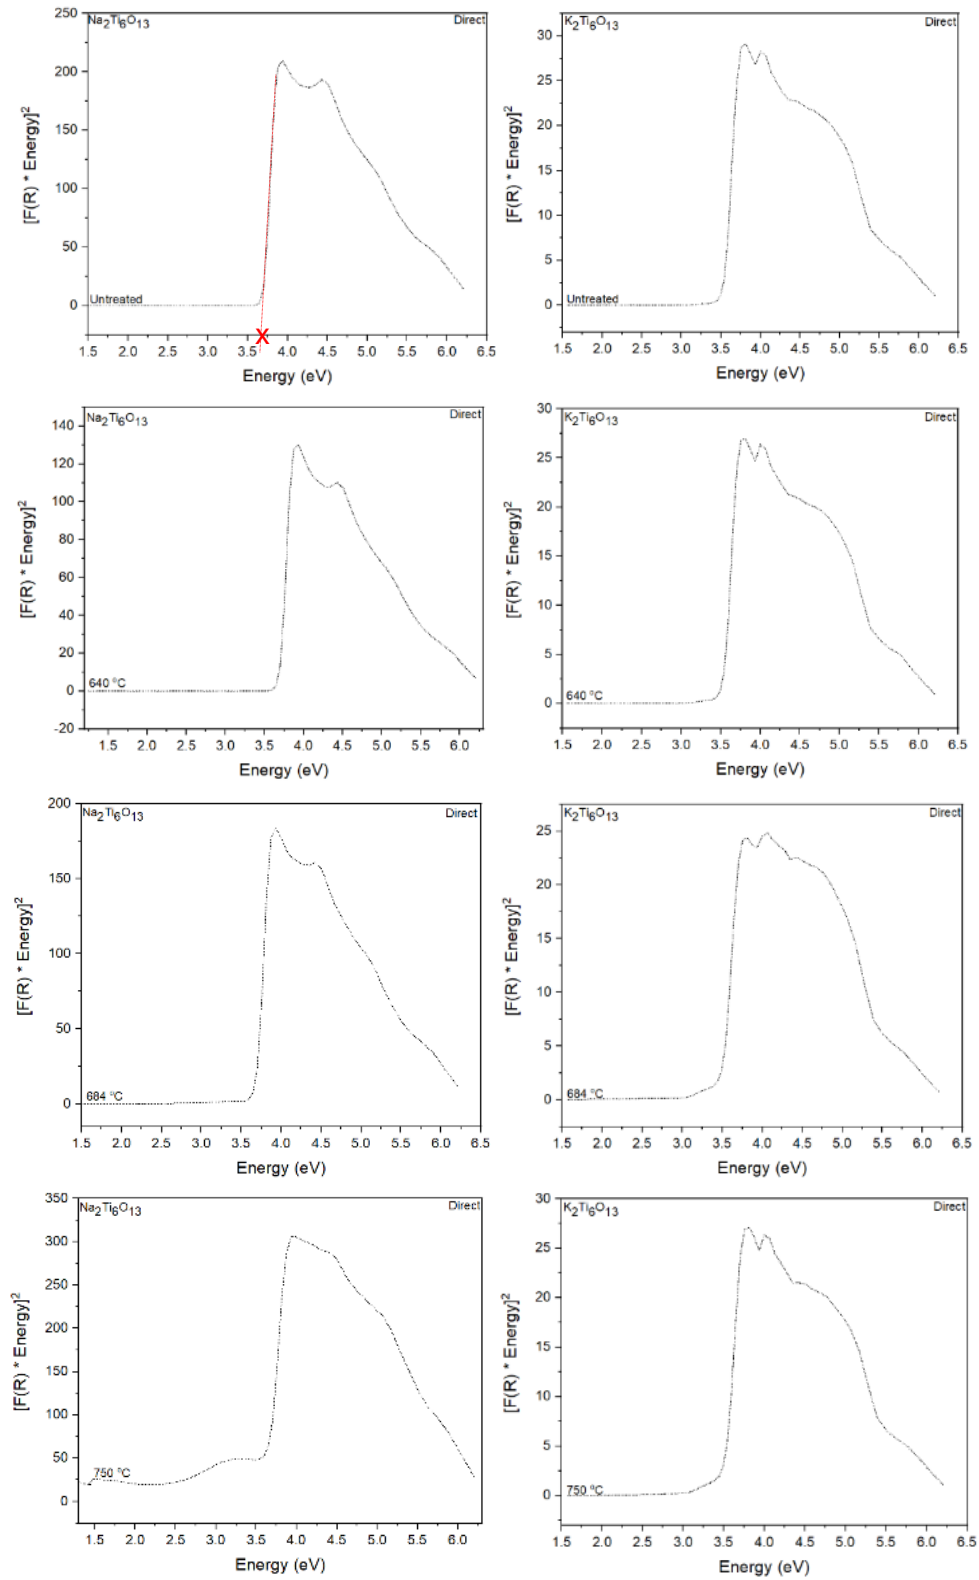 Na2Ti6O13 Direct
250
200
150
100
50
0
[F(R) * Energy]²
Untreated
X
1.5 2.0 2.5 3.0 3.5 4.0 4.5 5.0 5.5 6.0 6.5
Energy (eV)
K2Ti6O13 Direct
30
25
20
15
10
5
0
[F(R) * Energy]²
Untreated
1.5 2.0 2.5 3.0 3.5 4.0 4.5 5.0 5.5 6.0 6.5
Energy (eV)
Na2Ti6O13 Direct
140
120
100
80
60
40
20
0
-20
[F(R) * Energy]²
640 °C
1.5 2.0 2.5 3.0 3.5 4.0 4.5 5.0 5.5 6.0
Energy (eV)
K2Ti6O13 Direct
30
25
20
15
10
5
0
[F(R) * Energy]²
640 °C
1.5 2.0 2.5 3.0 3.5 4.0 4.5 5.0 5.5 6.0 6.5
Energy (eV)
Na2Ti6O13 Direct
200
150
100
50
0
[F(R) * Energy]²
684 °C
1.5 2.0 2.5 3.0 3.5 4.0 4.5 5.0 5.5 6.0 6.5
Energy (eV)
K2Ti6O13 Direct
25
20
15
10
5
0
[F(R) * Energy]²
684 °C
1.5 2.0 2.5 3.0 3.5 4.0 4.5 5.0 5.5 6.0 6.5
Energy (eV)
Na2Ti6O13 Direct
350
300
250
200
150
100
50
0
[F(R) * Energy]²
750 °C
1.5 2.0 2.5 3.0 3.5 4.0 4.5 5.0 5.5 6.0
Energy (eV)
K2Ti6O13 Direct
30
25
20
15
10
5
0
[F(R) * Energy]²
750 °C
1.5 2.0 2.5 3.0 3.5 4.0 4.5 5.0 5.5 6.0 6.5
Energy (eV)